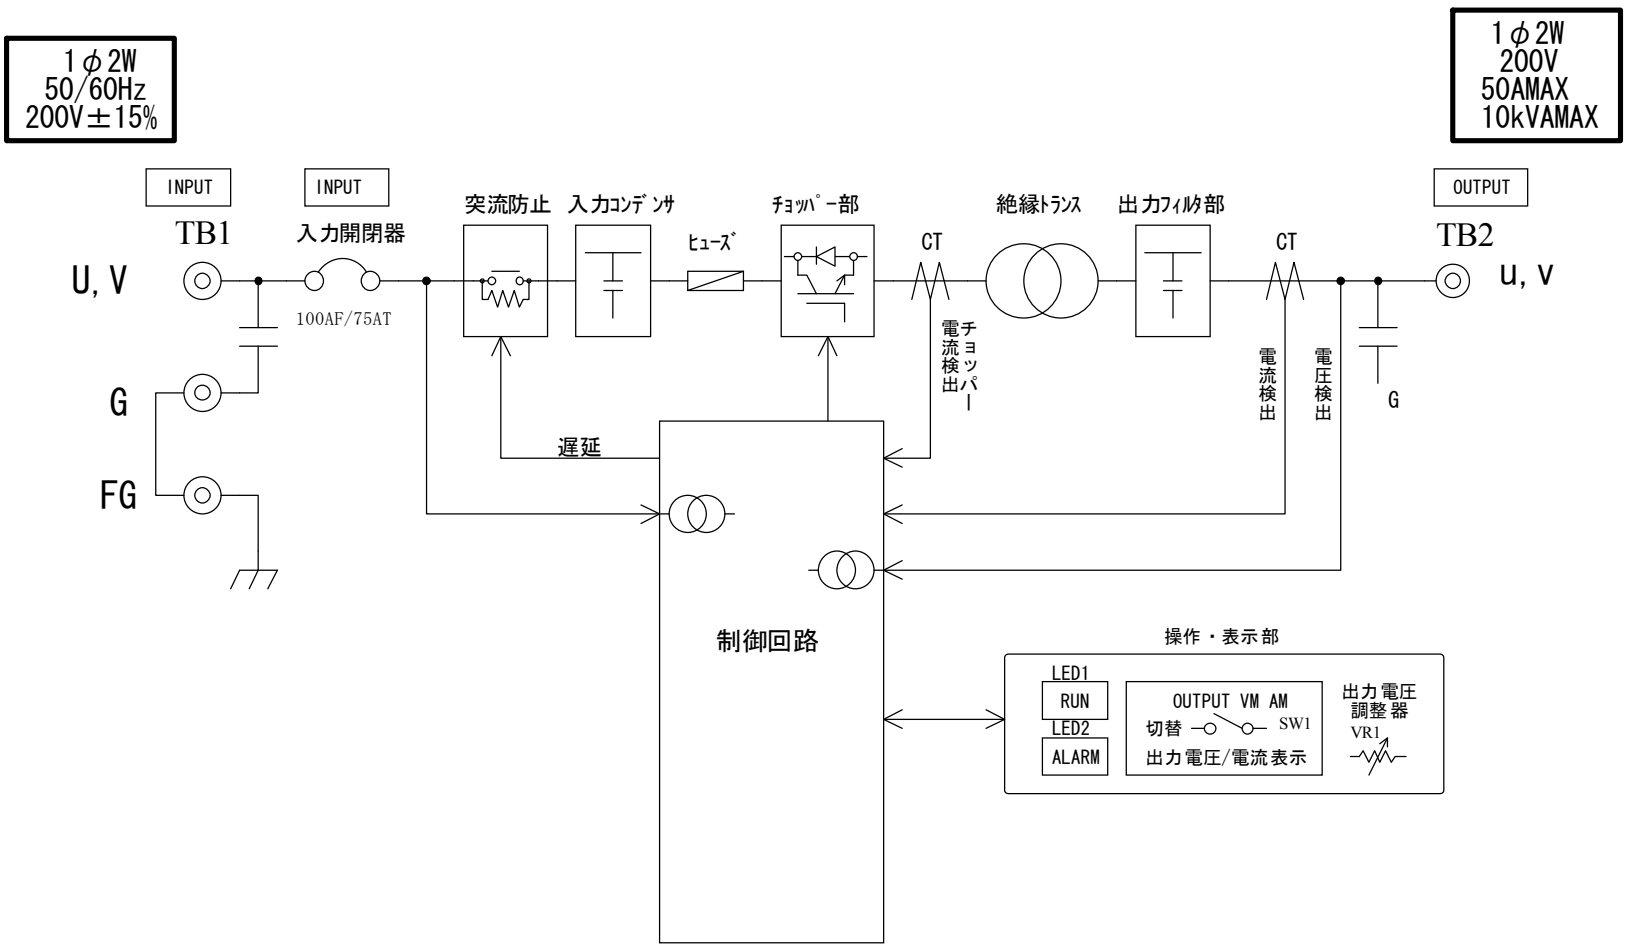 1φ2W
50/60Hz
200V±15%
1φ2W
200V
50AMAX
10kVAMAX
INPUT
INPUT
OUTPUT
TB1
入力開閉器
突流防止
入力ｺﾝﾃﾞﾝｻ
ﾋｭｰｽﾞ
ﾁｮｯﾊﾟｰ部
CT
絶縁ﾄﾗﾝｽ
出力ﾌｨﾙﾀ部
CT
TB2
U,V
u,v
100AF/75AT
チョッパー
電流検出
電流検出
電圧検出
G
G
遅延
FG
制御回路
操作・表示部
LED1
RUN
LED2
ALARM
OUTPUT VM AM
切替 SW1
出力電圧/電流表示
出力電圧
調整器
VR1